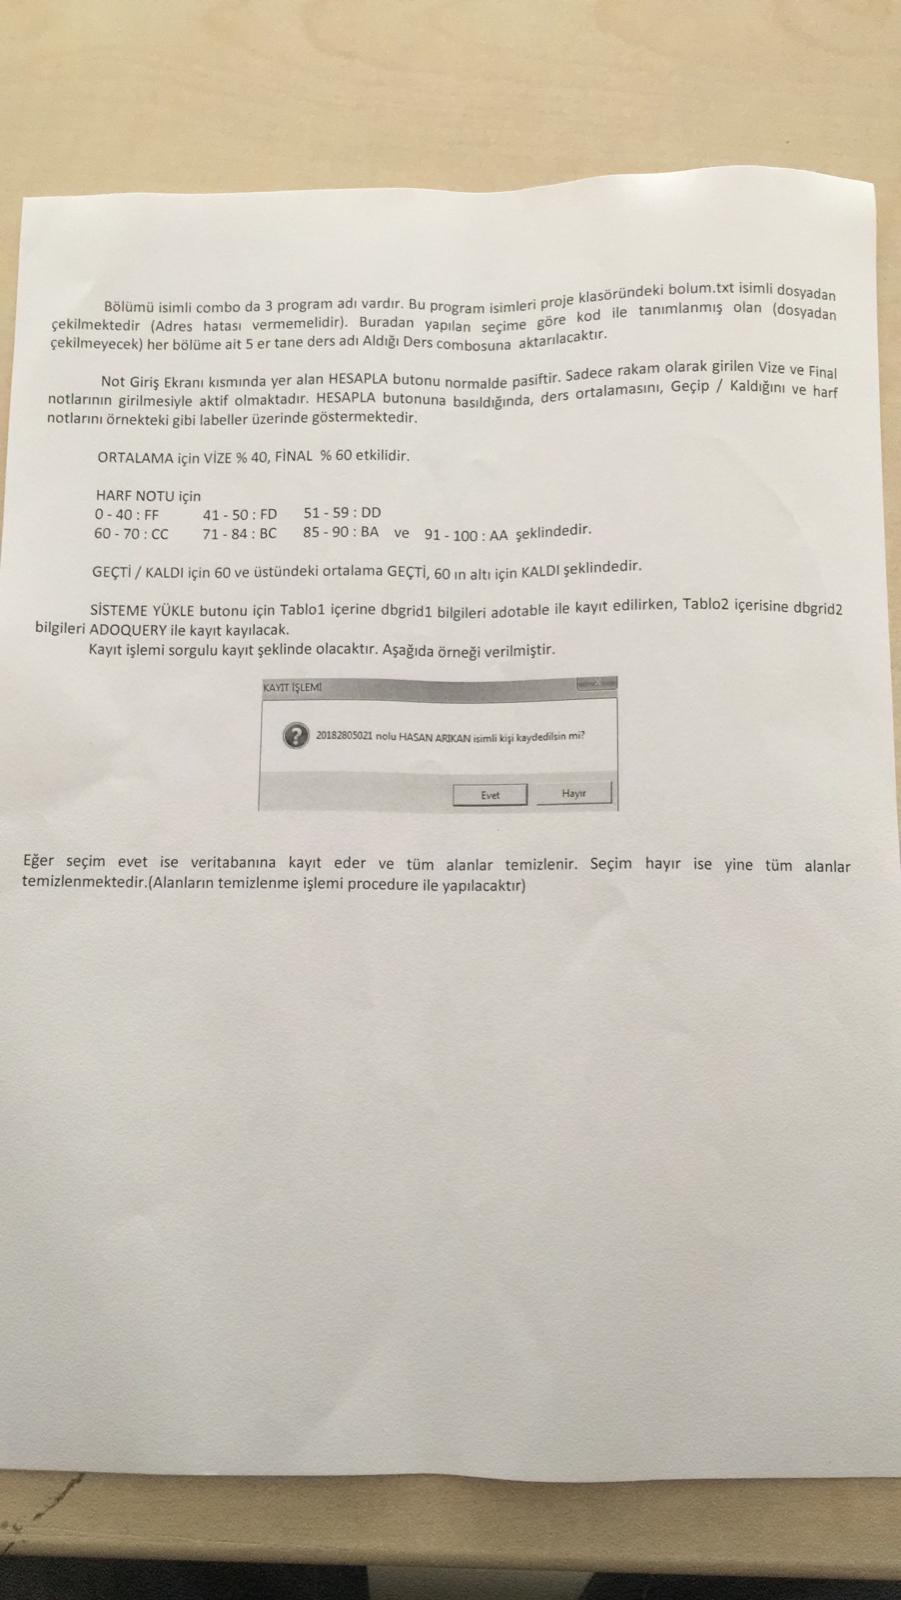 Bölümü isimli combo da 3 program adı vardır. Bu program isimleri proje klasöründeki bolum.txt isimli dosyadan
çekilmektedir (Adres hatası vermemelidir). Buradan yapılan seçime göre kod ile tanımlanmış olan (dosyadan
çekilmeyecek) her bölüme ait 5 er tane ders adı Aldığı Ders combosuna aktarılacaktır.
Not Giriş Ekranı kısmında yer alan HESAPLA butonu normalde pasiftir. Sadece rakam olarak girilen Vize ve Final
notlarının girilmesiyle aktif olmaktadır. HESAPLA butonuna basıldığında, ders ortalamasını, Geçip / Kaldığını ve harf
notlarını örnekteki gibi labeller üzerinde göstermektedir.
ORTALAMA için VİZE % 40, FİNAL % 60 etkilidir.
HARF NOTU için
0 - 40 : FF 41 - 50 : FD 51 - 59 : DD
60 - 70 : CC 71 - 84 : BC 85 - 90 : BA ve 91 - 100 : AA şeklindedir.
GEÇTİ / KALDI için 60 ve üstündeki ortalama GEÇTİ, 60 ın altı için KALDI şeklindedir.
SİSTEME YÜKLE butonu için Tablo1 içerine dbgrid1 bilgileri adotable ile kayıt edilirken, Tablo2 içerisine dbgrid2
bilgileri ADOQUERY ile kayıt kayılacak.
Kayıt işlemi sorgulu kayıt şeklinde olacaktır. Aşağıda örneği verilmiştir.
KAYIT İŞLEMİ
20182805021 nolu HASAN ARIKAN isimli kişi kaydedilsin mi?
Evet Hayır
Eğer seçim evet ise veritabanına kayıt eder ve tüm alanlar temizlenir. Seçim hayır ise yine tüm alanlar
temizlenmektedir.(Alanların temizlenme işlemi procedure ile yapılacaktır)